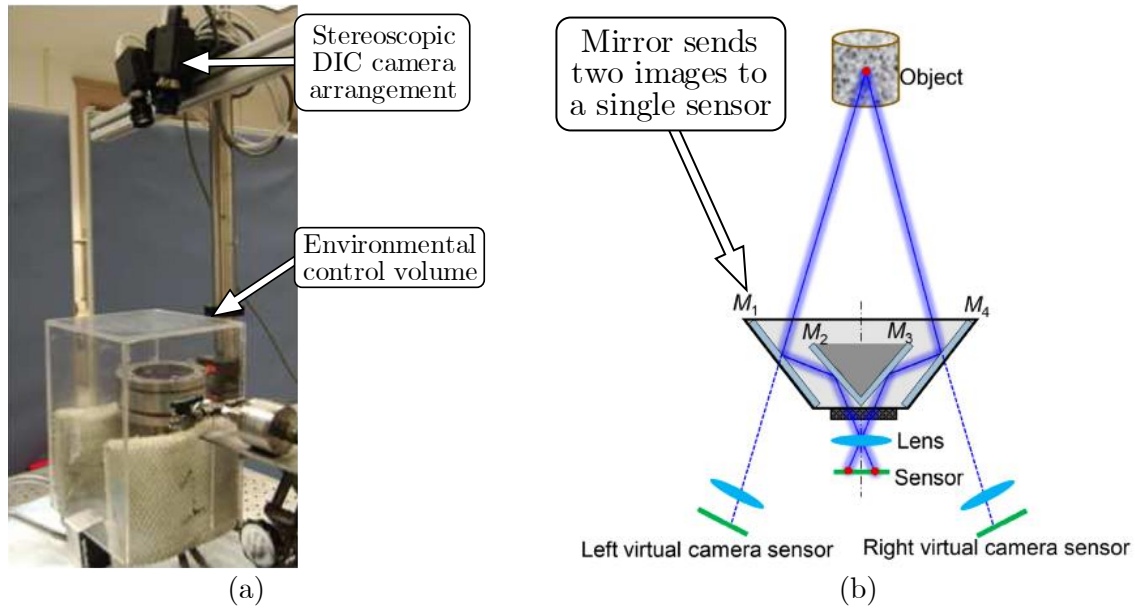 Stereoscopic
DIC camera
arrangement
Environmental
control volume
(a)
Mirror sends
two images to
a single sensor
Object
M1
M4
M2
M3
Lens
Sensor
Left virtual camera sensor
Right virtual camera sensor
(b)